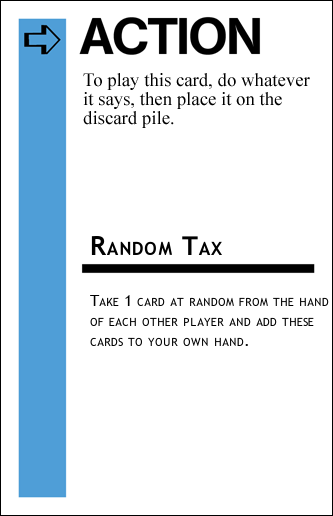 ACTION
To play this card, do whatever
it says, then place it on the
discard pile.
Random Tax
Take 1 card at random from the hand
of each other player and add these
cards to your own hand.